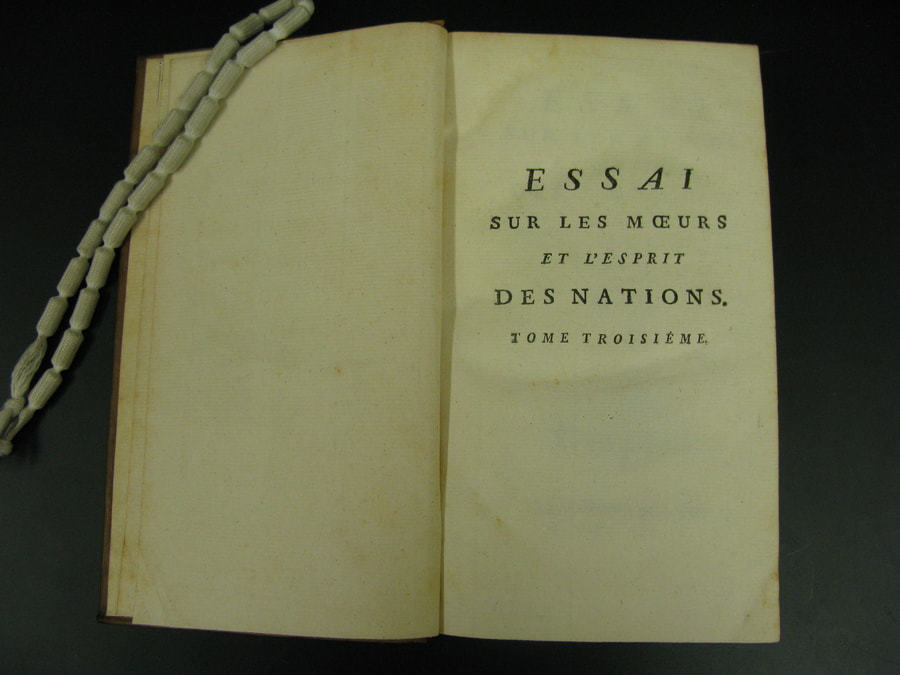 ESSAI
SUR LES MŒURS
ET L'ESPRIT
DES NATIONS.
TOME TROISIÉME.